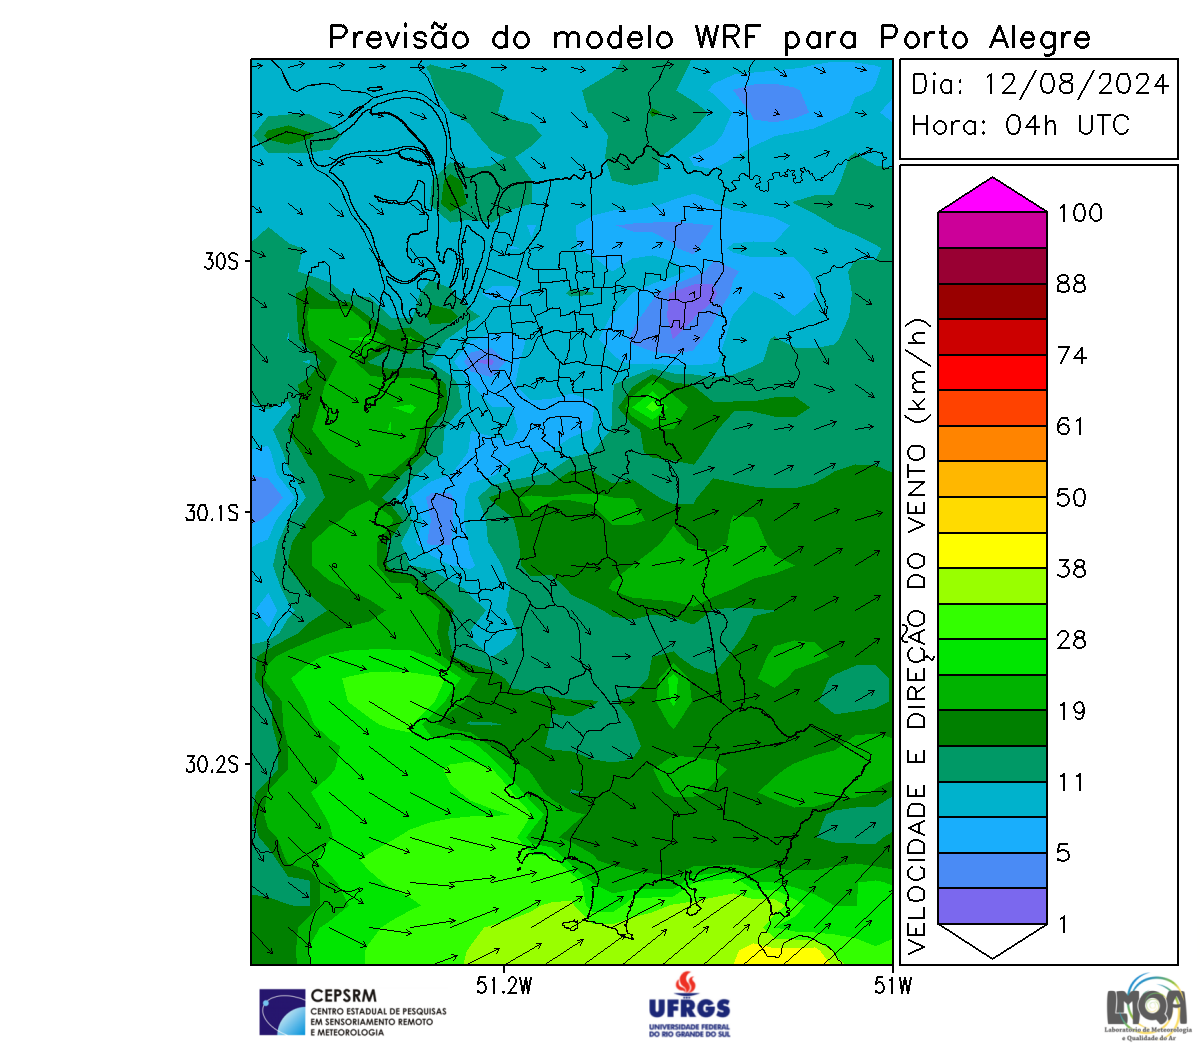 Previsão do modelo WRF para Porto Alegre
Dia: 12/08/2024
Hora: 04h UTC
30S
30.1S
30.2S
51.2W
51W
VELOCIDADE E DIREÇÃO DO VENTO (km/h)
100
88
74
61
50
38
28
19
11
5
1
CEPSRM
CENTRO ESTADUAL DE PESQUISAS
EM SENSORIAMENTO REMOTO
E METEOROLOGIA
UFRGS
UNIVERSIDADE FEDERAL
DO RIO GRANDE DO SUL
LMQA
Laboratório de Meteorologia
e Qualidade do Ar